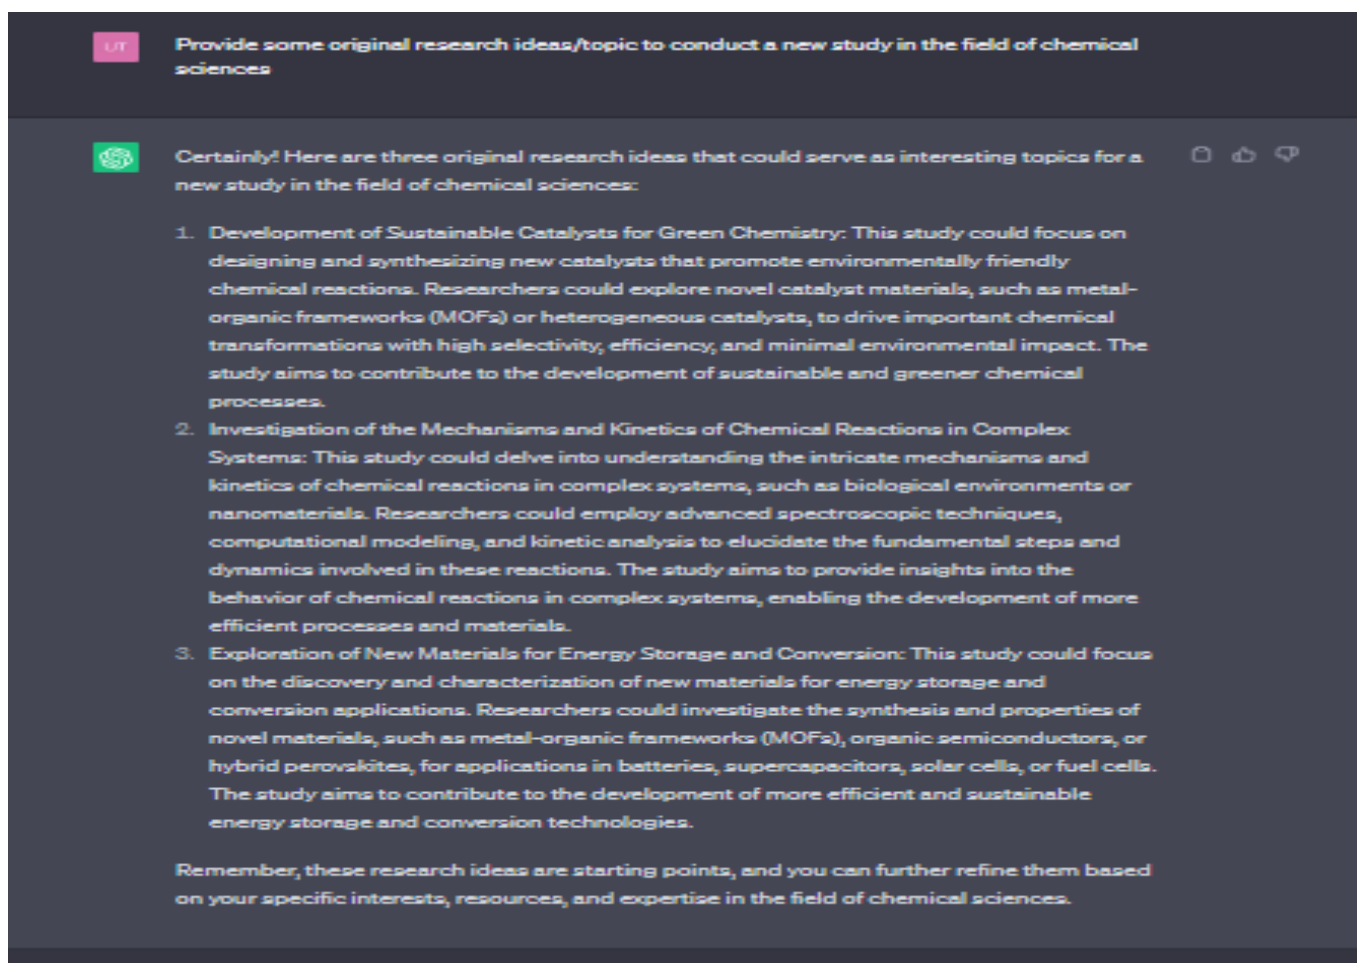 UT
Provide some original research ideas/topic to conduct a new study in the field of chemical
sciences
Certainly! Here are three original research ideas that could serve as interesting topics for a
new study in the field of chemical sciences:
1. Development of Sustainable Catalysts for Green Chemistry: This study could focus on
designing and synthesizing new catalysts that promote environmentally friendly
chemical reactions. Researchers could explore novel catalyst materials, such as metal-
organic frameworks (MOFs) or heterogeneous catalysts, to drive important chemical
transformations with high selectivity, efficiency, and minimal environmental impact. The
study aims to contribute to the development of sustainable and greener chemical
processes.
2. Investigation of the Mechanisms and Kinetics of Chemical Reactions in Complex
Systems: This study could delve into understanding the intricate mechanisms and
kinetics of chemical reactions in complex systems, such as biological environments or
nanomaterials. Researchers could employ advanced spectroscopic techniques,
computational modeling, and kinetic analysis to elucidate the fundamental steps and
dynamics involved in these reactions. The study aims to provide insights into the
behavior of chemical reactions in complex systems, enabling the development of more
efficient processes and materials.
3. Exploration of New Materials for Energy Storage and Conversion: This study could focus
on the discovery and characterization of new materials for energy storage and
conversion applications. Researchers could investigate the synthesis and properties of
novel materials, such as metal-organic frameworks (MOFs), organic semiconductors, or
hybrid perovskites, for applications in batteries, supercapacitors, solar cells, or fuel cells.
The study aims to contribute to the development of more efficient and sustainable
energy storage and conversion technologies.
Remember, these research ideas are starting points, and you can further refine them based
on your specific interests, resources, and expertise in the field of chemical sciences.